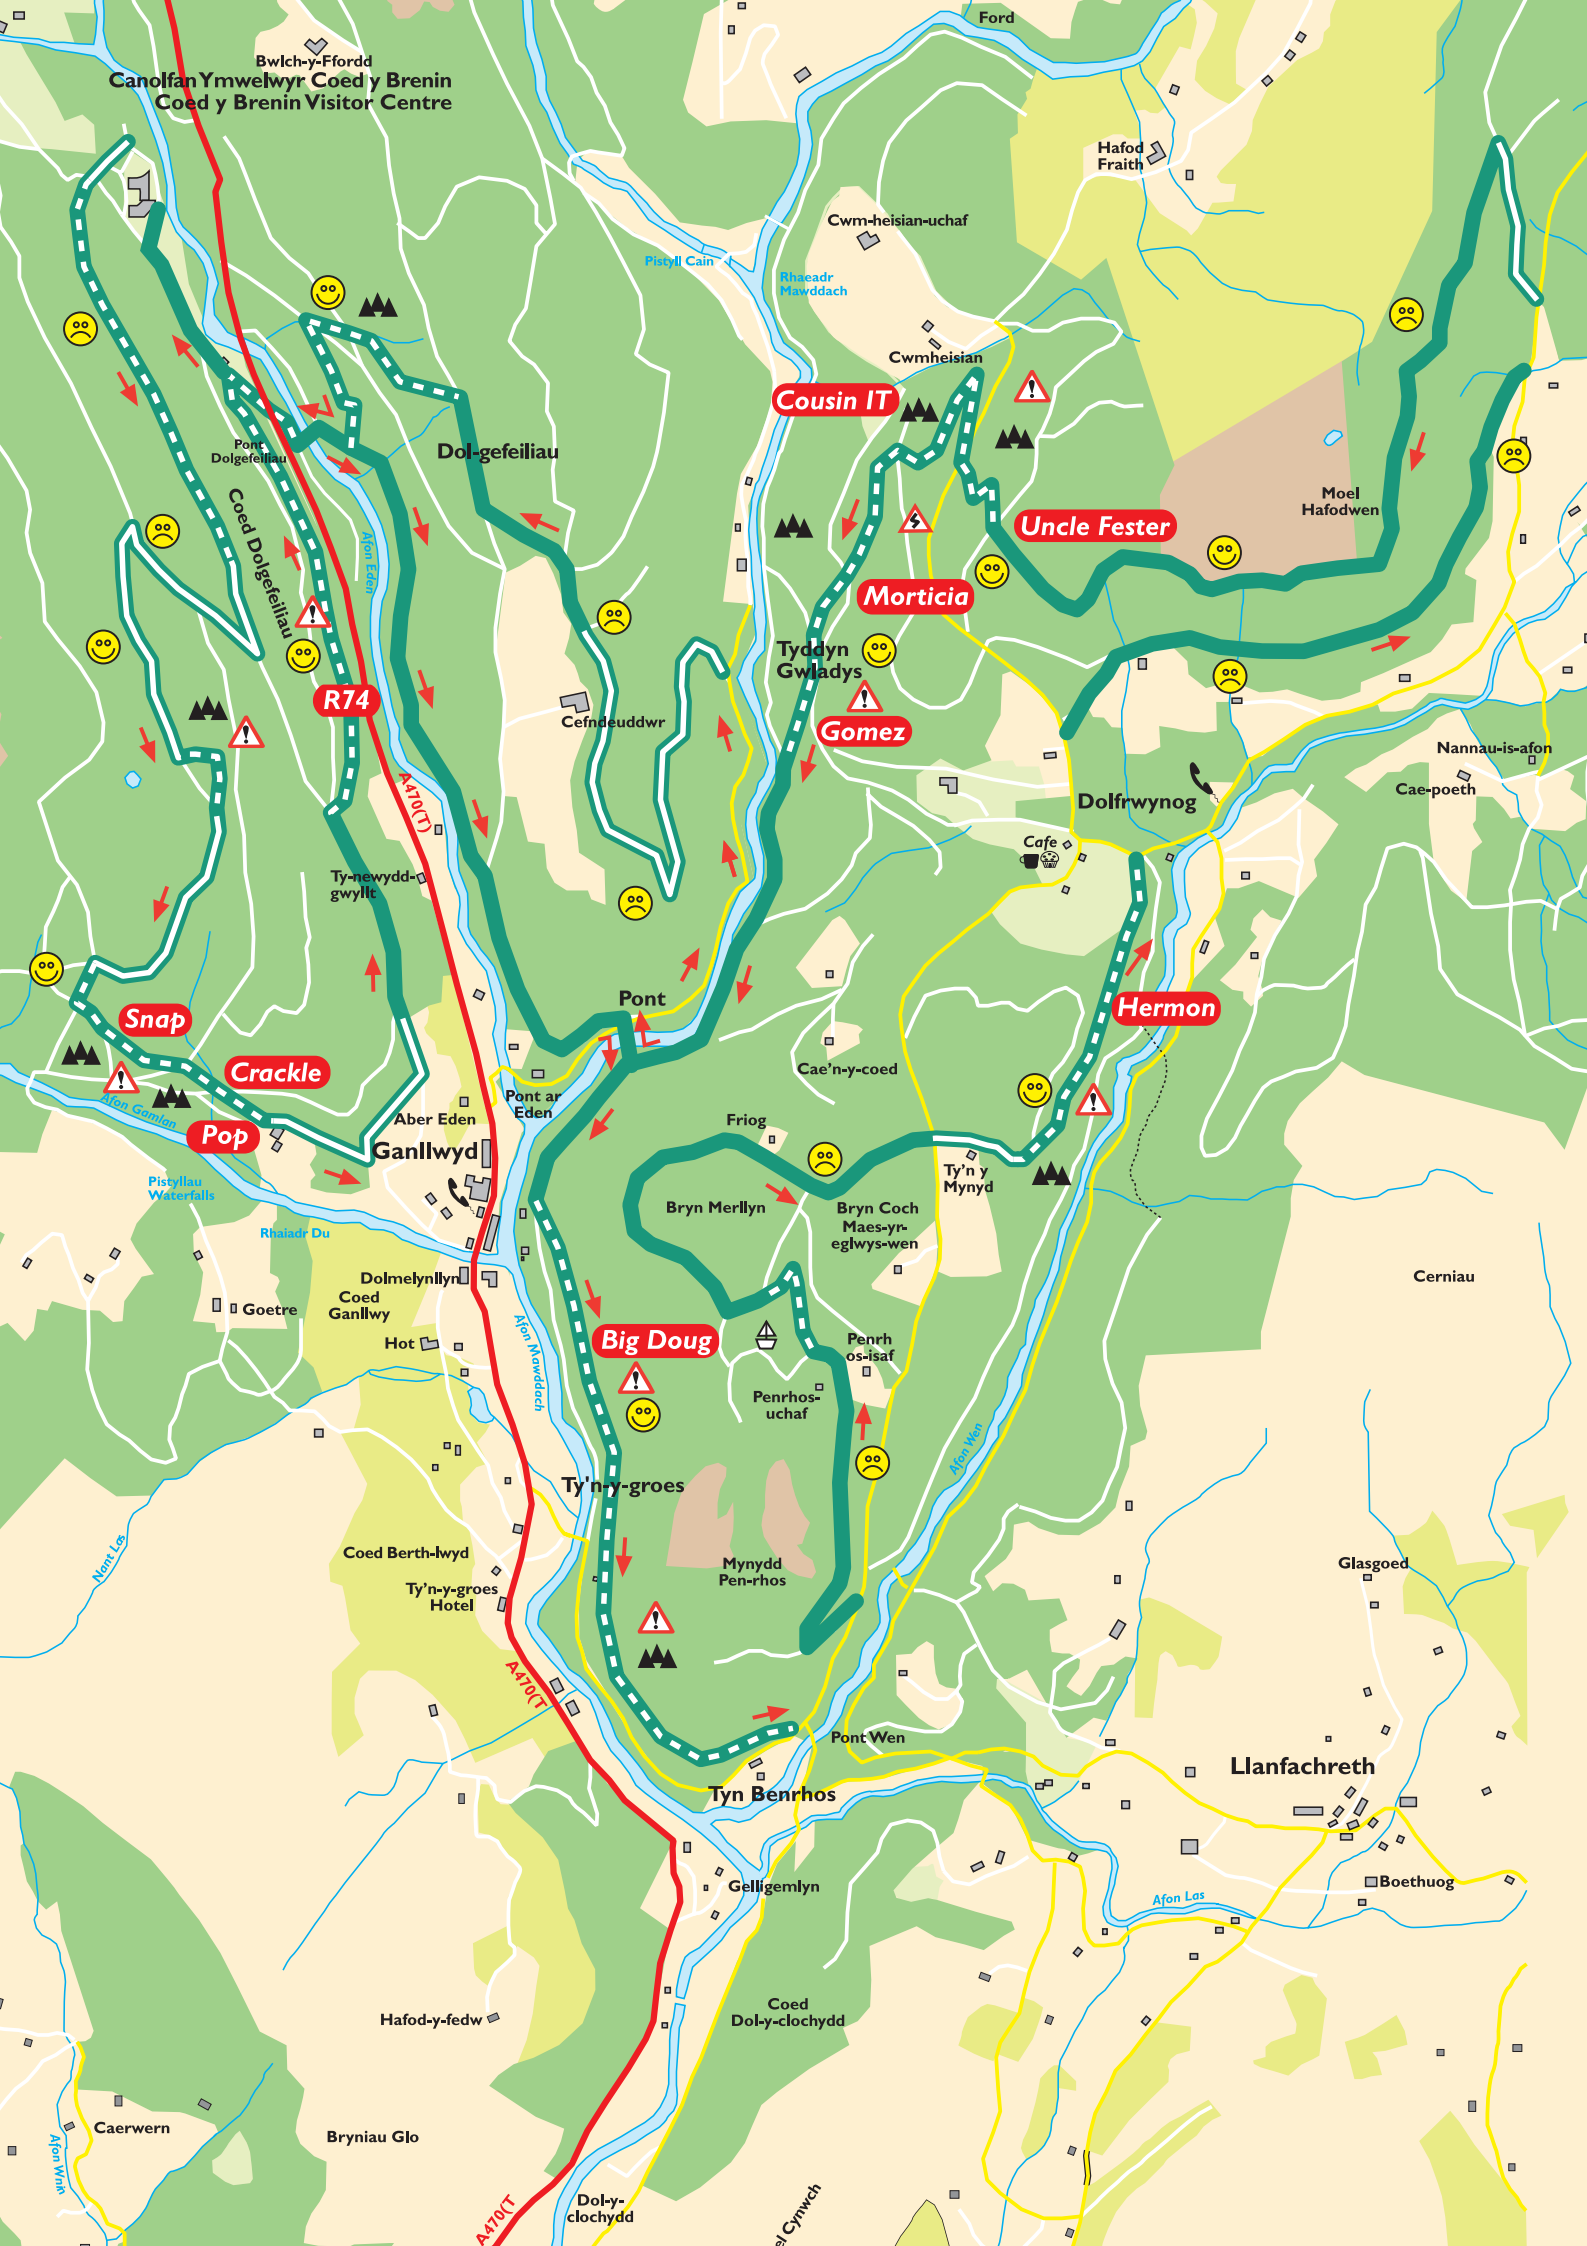 Ford
Bwlch-y-Ffordd
Canolfan Ymwelwyr Coed y Brenin
Coed y Brenin Visitor Centre
Hafod
Fraith
Cwm-heisian-uchaf
Pistyll Cain
Rhaeadr
Mawddach
Cwmheisian
Cousin IT
Pont
Dolgefeiliau
Dol-gefeiliau
Moel
Hafodwen
Uncle Fester
Coed Dolgefeiliau
Afon Eden
Morticia
Tyddyn
Gwladys
R74
Cefndeuddwr
Gomez
Nannau-is-afon
Cae-poeth
A470(T)
Dolfrwynog
Cafe
Ty-newydd-
gwyllt
Pont
Hermon
Snap
Crackle
Cae'n-y-coed
Afon Gamlan
Pop
Aber Eden
Pont ar
Eden
Friog
Ganllwyd
Ty'n y
Mynyd
Pistyllau
Waterfalls
Bryn Merllyn
Bryn Coch
Maes-yr-
eglwys-wen
Rhaiadr Du
Dolmelynllyn
Coed
Ganllwy
Goetre
Cerniau
Hot
Afon Mawddach
Big Doug
Penrh
os-isaf
Penrhos-
uchaf
Afon Wen
Ty'n-y-groes
Nant Las
Coed Berth-lwyd
Mynydd
Pen-rhos
Glasgoed
Ty'n-y-groes
Hotel
A470(T
Pont Wen
Llanfachreth
Tyn Benrhos
Gelligemlyn
Boethuog
Afon Las
Hafod-y-fedw
Coed
Dol-y-clochydd
Caerwern
Bryniau Glo
Afon Wnin
A470(T
Dol-y-
clochydd
el Cynwch